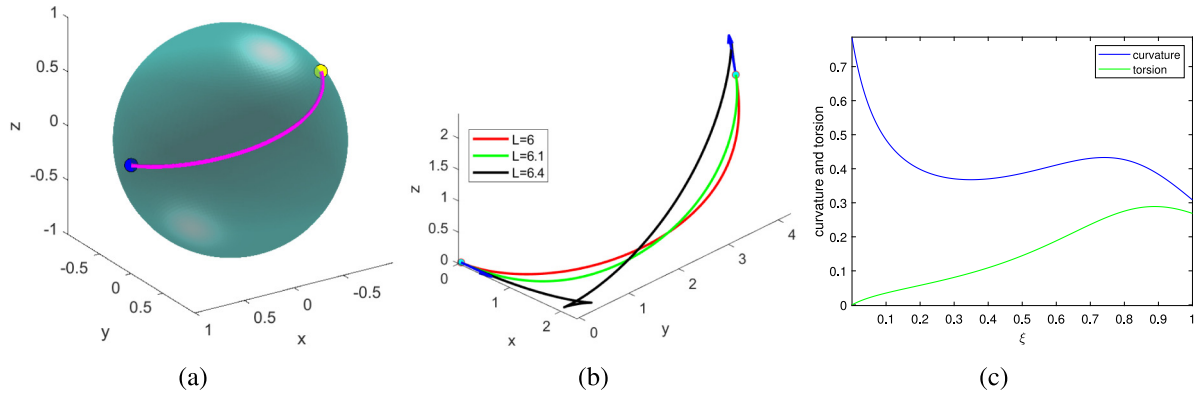 1
0.5
0
-0.5
-1
z
-0.5
0
0.5
y
1
0.5
0
-0.5
x
(a)
L=6
L=6.1
L=6.4
2
1.5
1
0.5
0
z
0
1
2
x
0
1
2
3
4
y
(b)
curvature
torsion
0.7
0.6
0.5
0.4
0.3
0.2
0.1
0
curvature and torsion
0.1 0.2 0.3 0.4 0.5 0.6 0.7 0.8 0.9 1
ξ
(c)